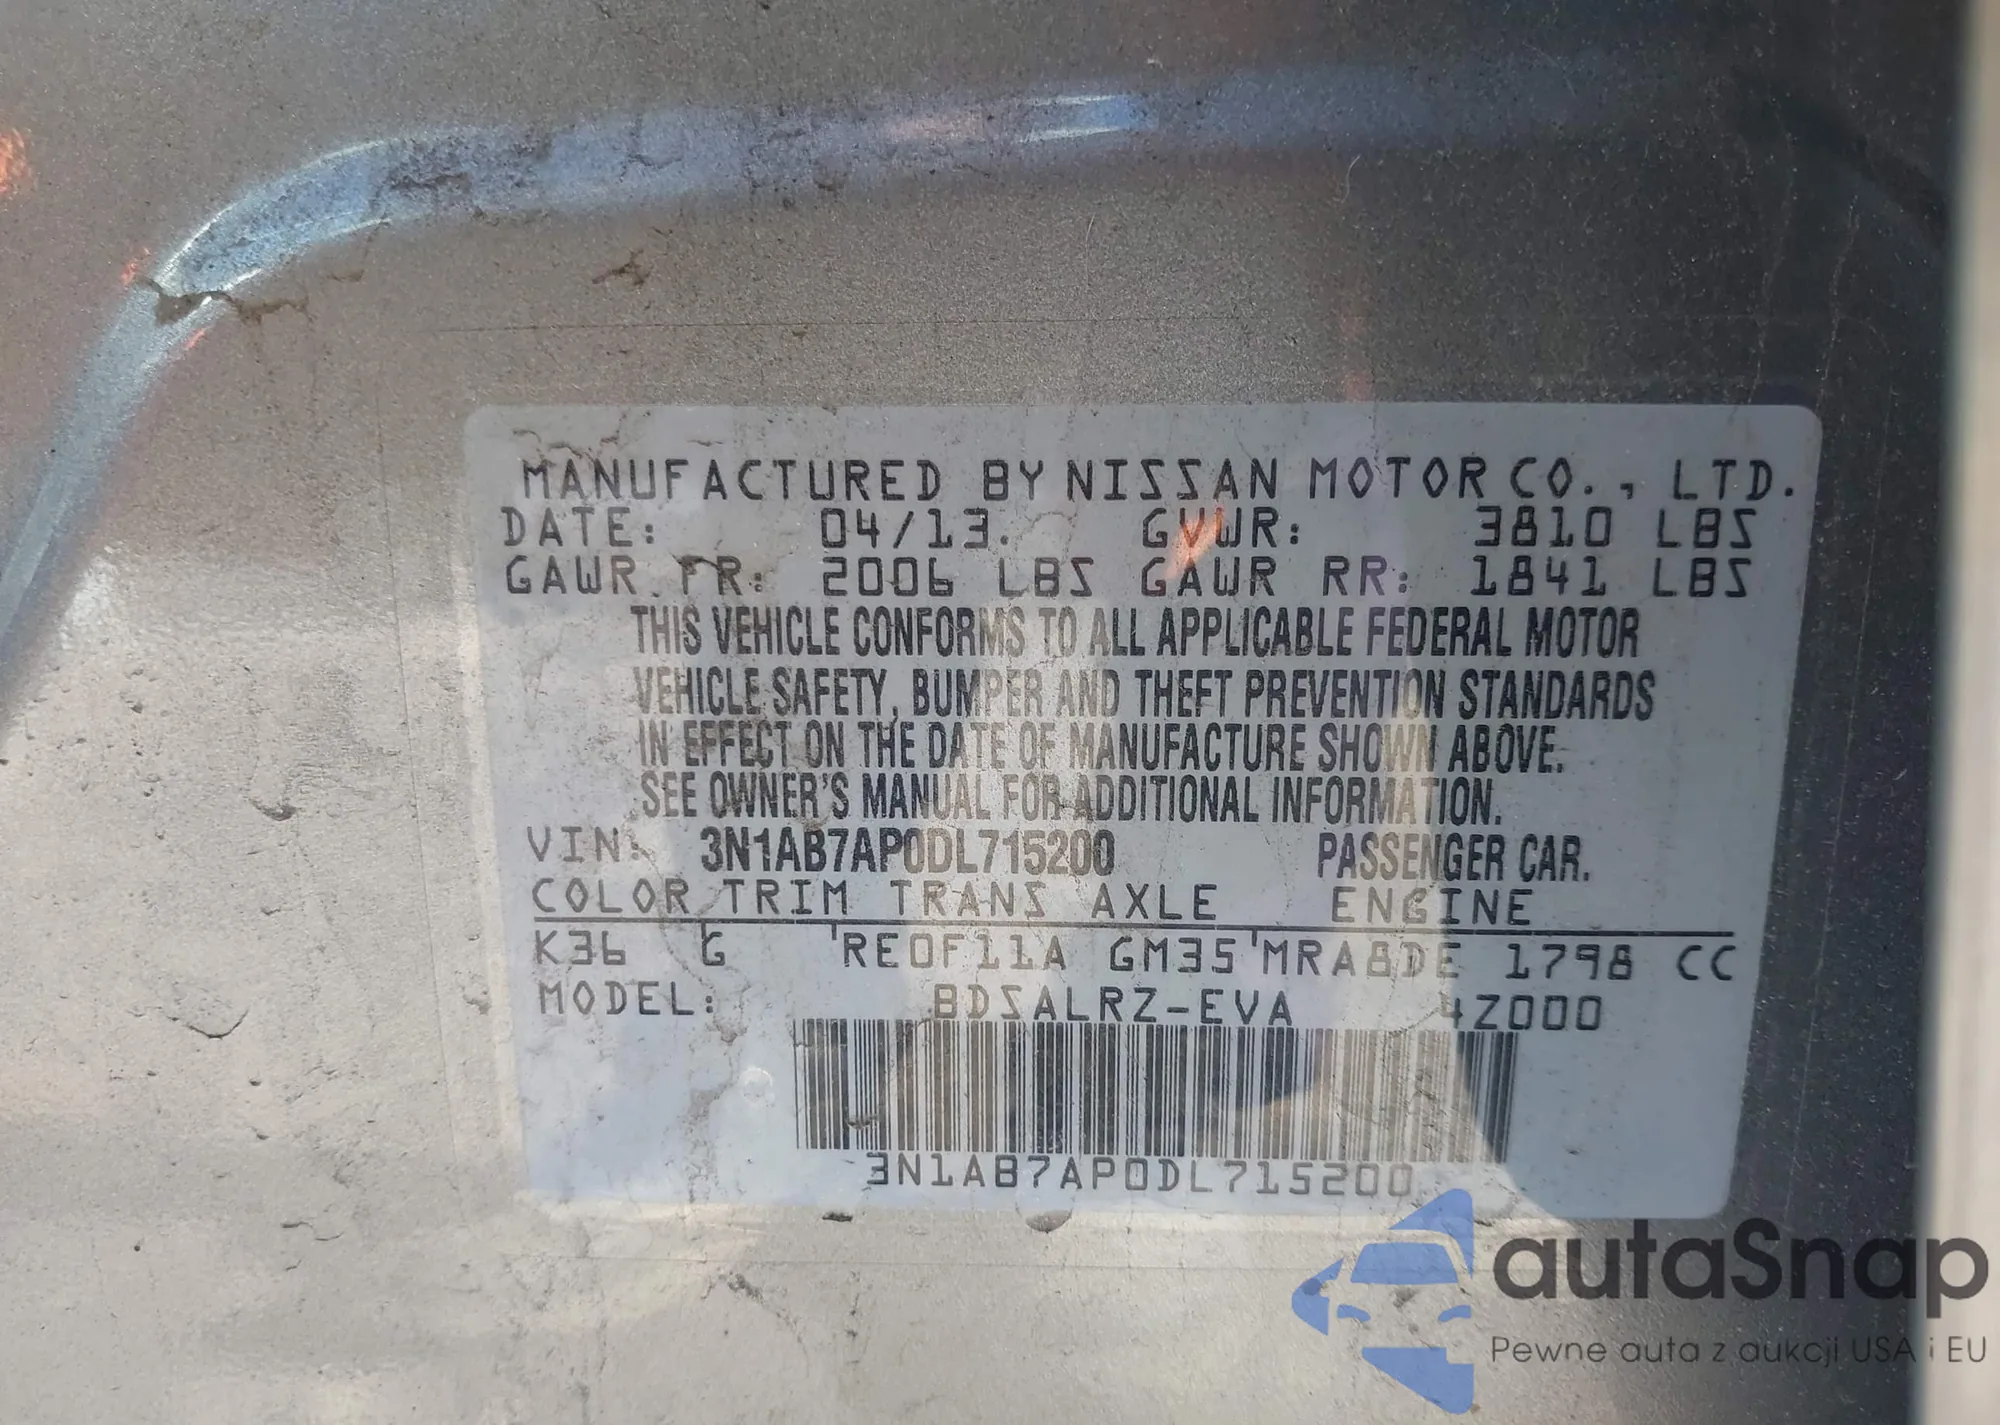 MANUFACTURED BY NISSAN MOTOR CO., LTD.
DATE: 04/13. GVWR: 3810 LBS
GAWR FR: 2006 LBS GAWR RR: 1841 LBS
THIS VEHICLE CONFORMS TO ALL APPLICABLE FEDERAL MOTOR
VEHICLE SAFETY, BUMPER AND THEFT PREVENTION STANDARDS
IN EFFECT ON THE DATE OF MANUFACTURE SHOWN ABOVE.
SEE OWNER'S MANUAL FOR ADDITIONAL INFORMATION.
VIN: 3N1AB7AP0DL715200 PASSENGER CAR.
COLOR TRIM TRANS AXLE ENGINE
K36 G RE0F11A GM35 MRA8DE 1798 CC
MODEL: BDSALRZ-EVA 4Z000
3N1AB7AP0DL715200
autaSnap
Pewne auta z aukcji USA i EU